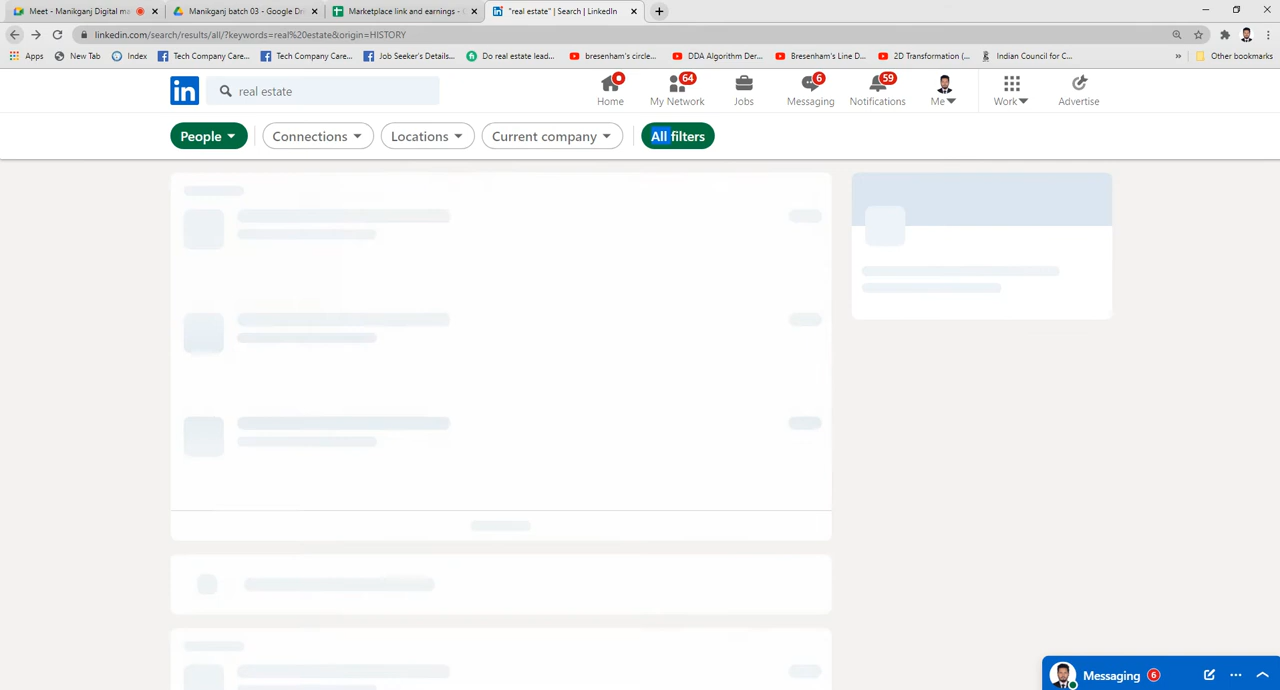 Meet - Manikganj Digital ma
Manikganj batch 03 - Google Dri
Marketplace link and earnings - G
"real estate" | Search | LinkedIn
linkedin.com/search/results/all/?keywords=real%20estate&origin=HISTORY
Apps
New Tab
Index
Tech Company Care...
Tech Company Care...
Job Seeker's Details...
Do real estate lead...
bresenham's circle...
DDA Algorithm Der...
Bresenham's Line D...
2D Transformation (...
Indian Council for C...
»
Other bookmarks
in
real estate
Home
64
My Network
Jobs
6
Messaging
59
Notifications
Me
Work
Advertise
People
Connections
Locations
Current company
All filters
Messaging 6